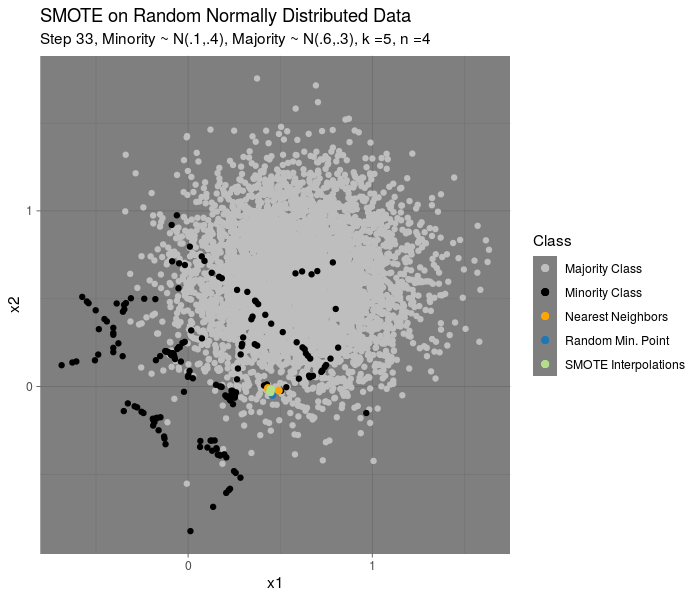 SMOTE on Random Normally Distributed Data
Step 33, Minority ~ N(.1,.4), Majority ~ N(.6,.3), k =5, n =4
1
0
x2
0
1
x1
Class
Majority Class
Minority Class
Nearest Neighbors
Random Min. Point
SMOTE Interpolations